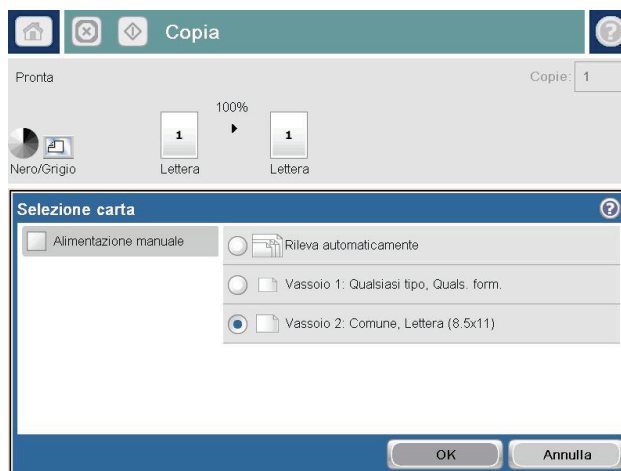 Copia
Pronta
Copie: 1
100%
1
1
Nero/Grigio
Lettera
Lettera
Selezione carta
Alimentazione manuale
Rileva automaticamente
Vassoio 1: Qualsiasi tipo, Quals. form.
Vassoio 2: Comune, Lettera (8.5x11)
OK
Annulla